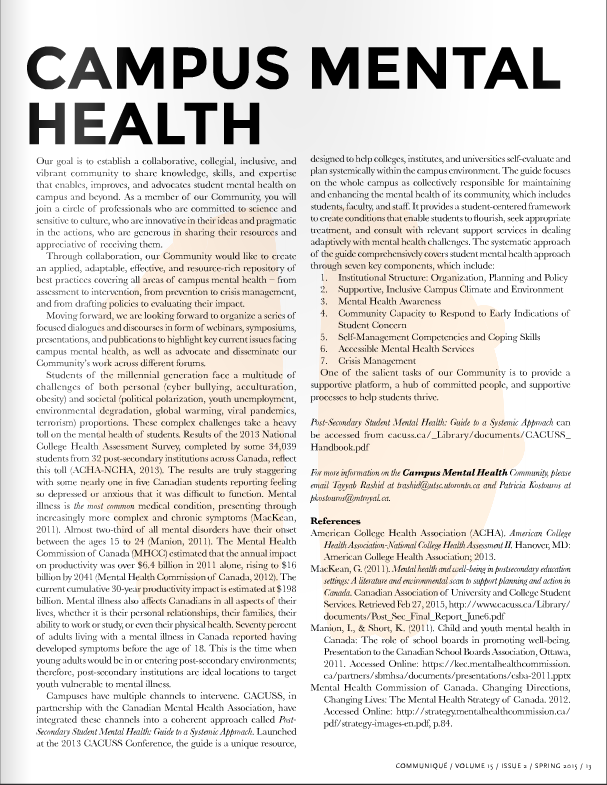 CAMPUS MENTAL
HEALTH
Our goal is to establish a collaborative, collegial, inclusive, and
vibrant community to share knowledge, skills, and expertise
that enables, improves, and advocates student mental health on
campus and beyond. As a member of our Community, you will
join a circle of professionals who are committed to science and
sensitive to culture, who are innovative in their ideas and pragmatic
in the actions, who are generous in sharing their resources and
appreciative of receiving them.
Through collaboration, our Community would like to create
an applied, adaptable, effective, and resource-rich repository of
best practices covering all areas of campus mental health – from
assessment to intervention, from prevention to crisis management,
and from drafting policies to evaluating their impact.
Moving forward, we are looking forward to organize a series of
focused dialogues and discourses in form of webinars, symposiums,
presentations, and publications to highlight key current issues facing
campus mental health, as well as advocate and disseminate our
Community's work across different forums.
Students of the millennial generation face a multitude of
challenges of both personal (cyber bullying, acculturation,
obesity) and societal (political polarization, youth unemployment,
environmental degradation, global warming, viral pandemics,
terrorism) proportions. These complex challenges take a heavy
toll on the mental health of students. Results of the 2013 National
College Health Assessment Survey, completed by some 34,039
students from 32 post-secondary institutions across Canada, reflect
this toll (ACHA-NCHA, 2013). The results are truly staggering
with some nearly one in five Canadian students reporting feeling
so depressed or anxious that it was difficult to function. Mental
illness is the most common medical condition, presenting through
increasingly more complex and chronic symptoms (MacKean,
2011). Almost two-third of all mental disorders have their onset
between the ages 15 to 24 (Manion, 2011). The Mental Health
Commission of Canada (MHCC) estimated that the annual impact
on productivity was over $6.4 billion in 2011 alone, rising to $16
billion by 2041 (Mental Health Commission of Canada, 2012). The
current cumulative 30-year productivity impact is estimated at $198
billion. Mental illness also affects Canadians in all aspects of their
lives, whether it is their personal relationships, their families, their
ability to work or study, or even their physical health. Seventy percent
of adults living with a mental illness in Canada reported having
developed symptoms before the age of 18. This is the time when
young adults would be in or entering post-secondary environments;
therefore, post-secondary institutions are ideal locations to target
youth vulnerable to mental illness.
Campuses have multiple channels to intervene. CACUSS, in
partnership with the Canadian Mental Health Association, have
integrated these channels into a coherent approach called Post-
Secondary Student Mental Health: Guide to a Systemic Approach. Launched
at the 2013 CACUSS Conference, the guide is a unique resource,
designed to help colleges, institutes, and universities self-evaluate and
plan systemically within the campus environment. The guide focuses
on the whole campus as collectively responsible for maintaining
and enhancing the mental health of its community, which includes
students, faculty, and staff. It provides a student-centered framework
to create conditions that enable students to flourish, seek appropriate
treatment, and consult with relevant support services in dealing
adaptively with mental health challenges. The systematic approach
of the guide comprehensively covers student mental health approach
through seven key components, which include:
1. Institutional Structure: Organization, Planning and Policy
2. Supportive, Inclusive Campus Climate and Environment
3. Mental Health Awareness
4. Community Capacity to Respond to Early Indications of
Student Concern
5. Self-Management Competencies and Coping Skills
6. Accessible Mental Health Services
7. Crisis Management
One of the salient tasks of our Community is to provide a
supportive platform, a hub of committed people, and supportive
processes to help students thrive.
Post-Secondary Student Mental Health: Guide to a Systemic Approach can
be accessed from cacuss.ca/_Library/documents/CACUSS_
Handbook.pdf
For more information on the Campus Mental Health Community, please
email Tayyab Rashid at trashid@utsc.utoronto.ca and Patricia Kostouros at
pkostouros@mtroyal.ca.
References
American College Health Association (ACHA). American College
Health Association-National College Health Assessment II. Hanover, MD:
American College Health Association; 2013.
MacKean, G. (2011). Mental health and well-being in postsecondary education
settings: A literature and environmental scan to support planning and action in
Canada. Canadian Association of University and College Student
Services. Retrieved Feb 27, 2015, http://www.cacuss.ca/Library/
documents/Post_Sec_Final_Report_June6.pdf
Manion, I., & Short, K. (2011). Child and youth mental health in
Canada: The role of school boards in promoting well-being.
Presentation to the Canadian School Boards Association, Ottawa,
2011. Accessed Online: https://kec.mentalhealthcommission.
ca/partners/sbmhsa/documents/presentations/csba-2011.pptx
Mental Health Commission of Canada. Changing Directions,
Changing Lives: The Mental Health Strategy of Canada. 2012.
Accessed Online: http://strategy.mentalhealthcommission.ca/
pdf/strategy-images-en.pdf, p.84.
COMMUNIQUÉ / VOLUME 15 / ISSUE 2 / SPRING 2015 / 13